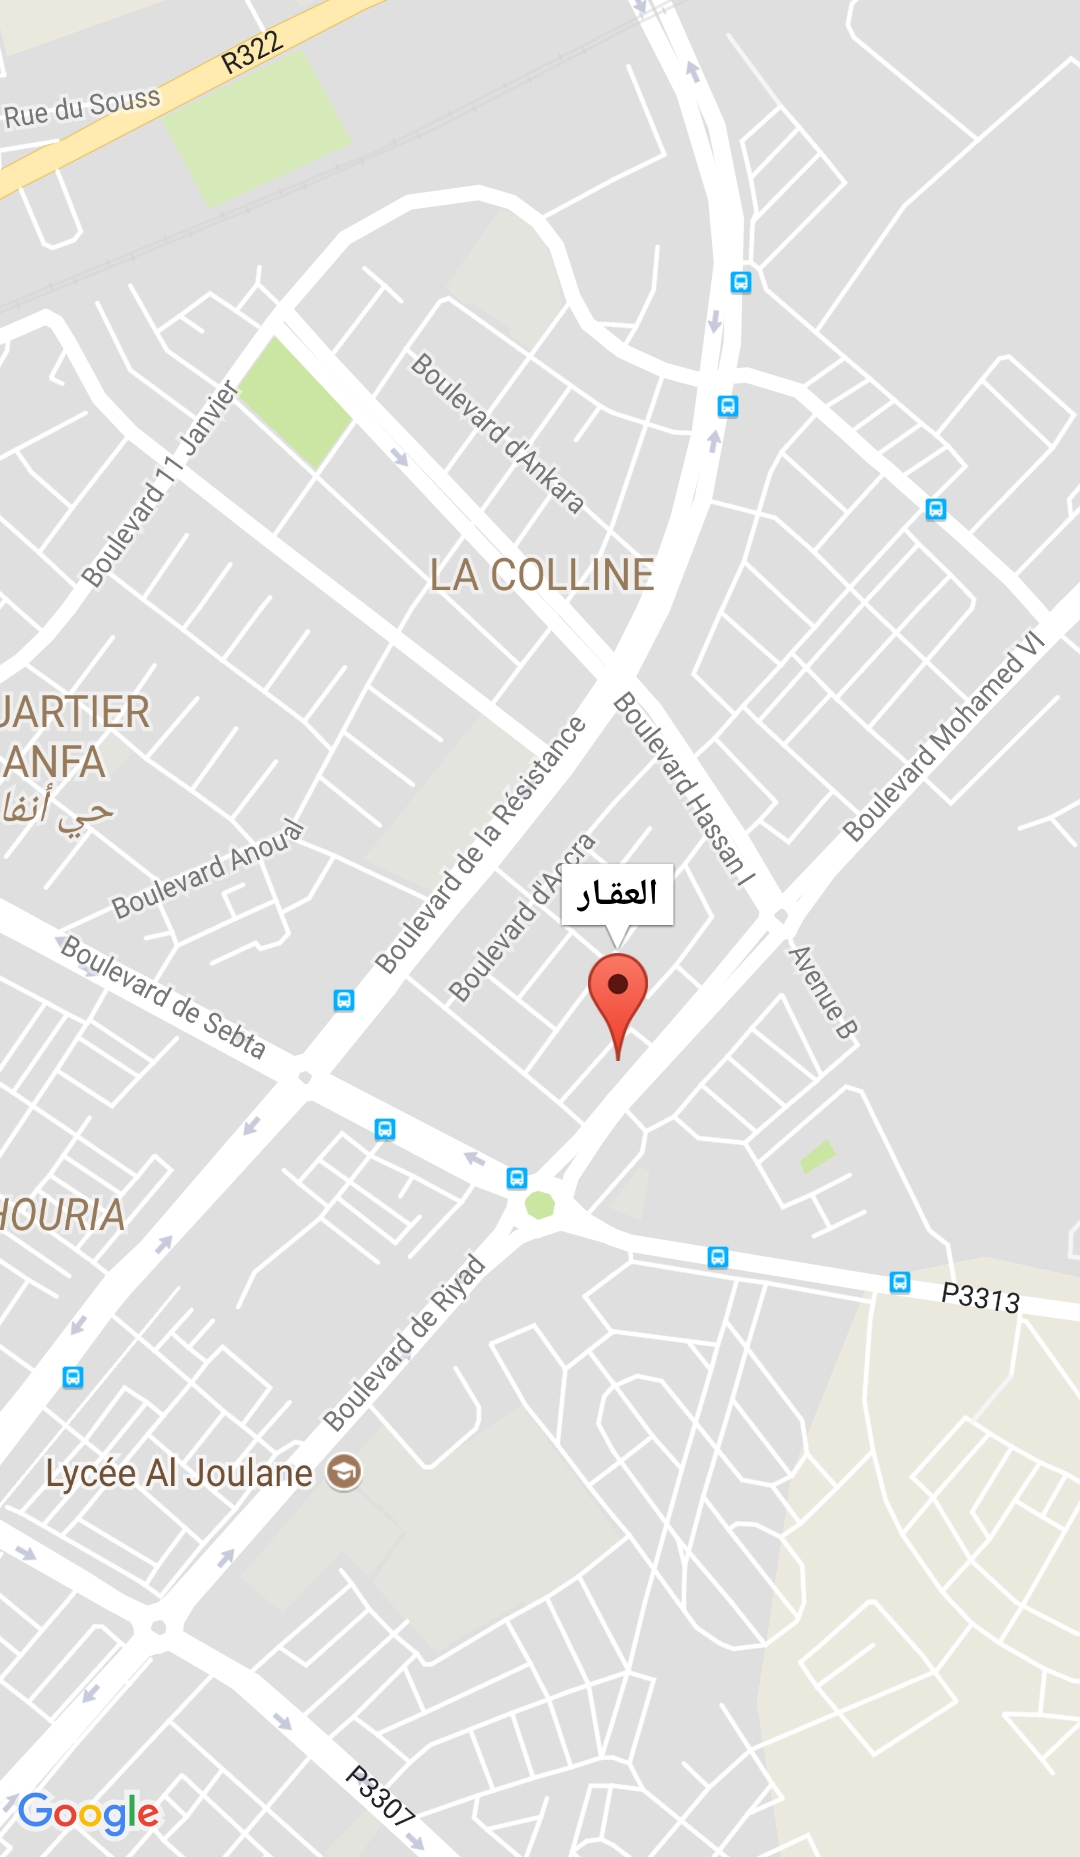 R322
Rue du Souss
Boulevard 11 Janvier
Boulevard d'Ankara
LA COLLINE
Boulevard Mohamed VI
ANFA
حي أنفا
Boulevard Hassan I
Boulevard de la Résistance
Boulevard Anoual
Boulevard d'Accra
العقار
Boulevard de Sebta
Avenue B
Boulevard de Riyad
P3313
Lycée Al Joulane
P3307
Google